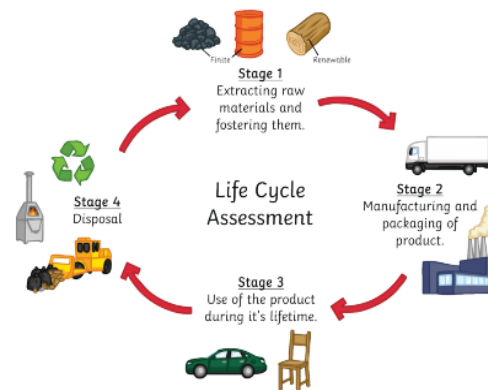 Finite
Renewable
Stage 1
Extracting raw
materials and
fostering them.
Stage 2
Manufacturing and
packaging of
product.
Life Cycle
Assessment
Stage 4
Disposal
Stage 3
Use of the product
during it's lifetime.